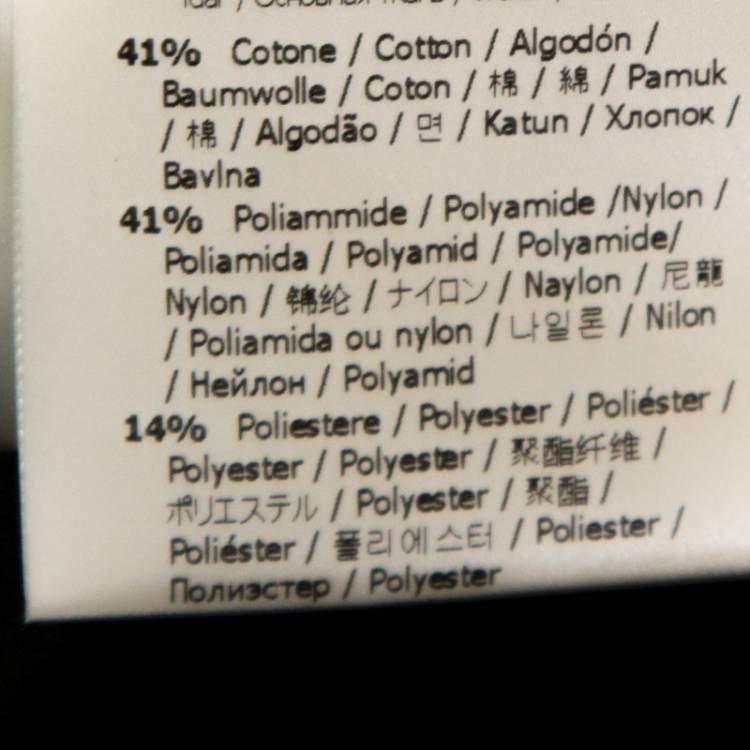 41% Cotone / Cotton / Algodón /
Baumwolle / Coton / 棉 / 綿 / Pamuk
/ 棉 / Algodão / 면 / Katun / Хлопок /
Bavlna
41% Poliammide / Polyamide /Nylon /
Poliamida / Polyamid / Polyamide/
Nylon / 锦纶 / ナイロン / Naylon / 尼龍
/ Poliamida ou nylon / 나일론 / Nilon
/ Нейлон / Polyamid
14% Poliestere / Polyester / Poliéster /
Polyester / Polyester / 聚酯纤维 /
ポリエステル / Polyester / 聚酯 /
Poliéster / 폴리에스터 / Poliester /
Полиэстер / Polyester